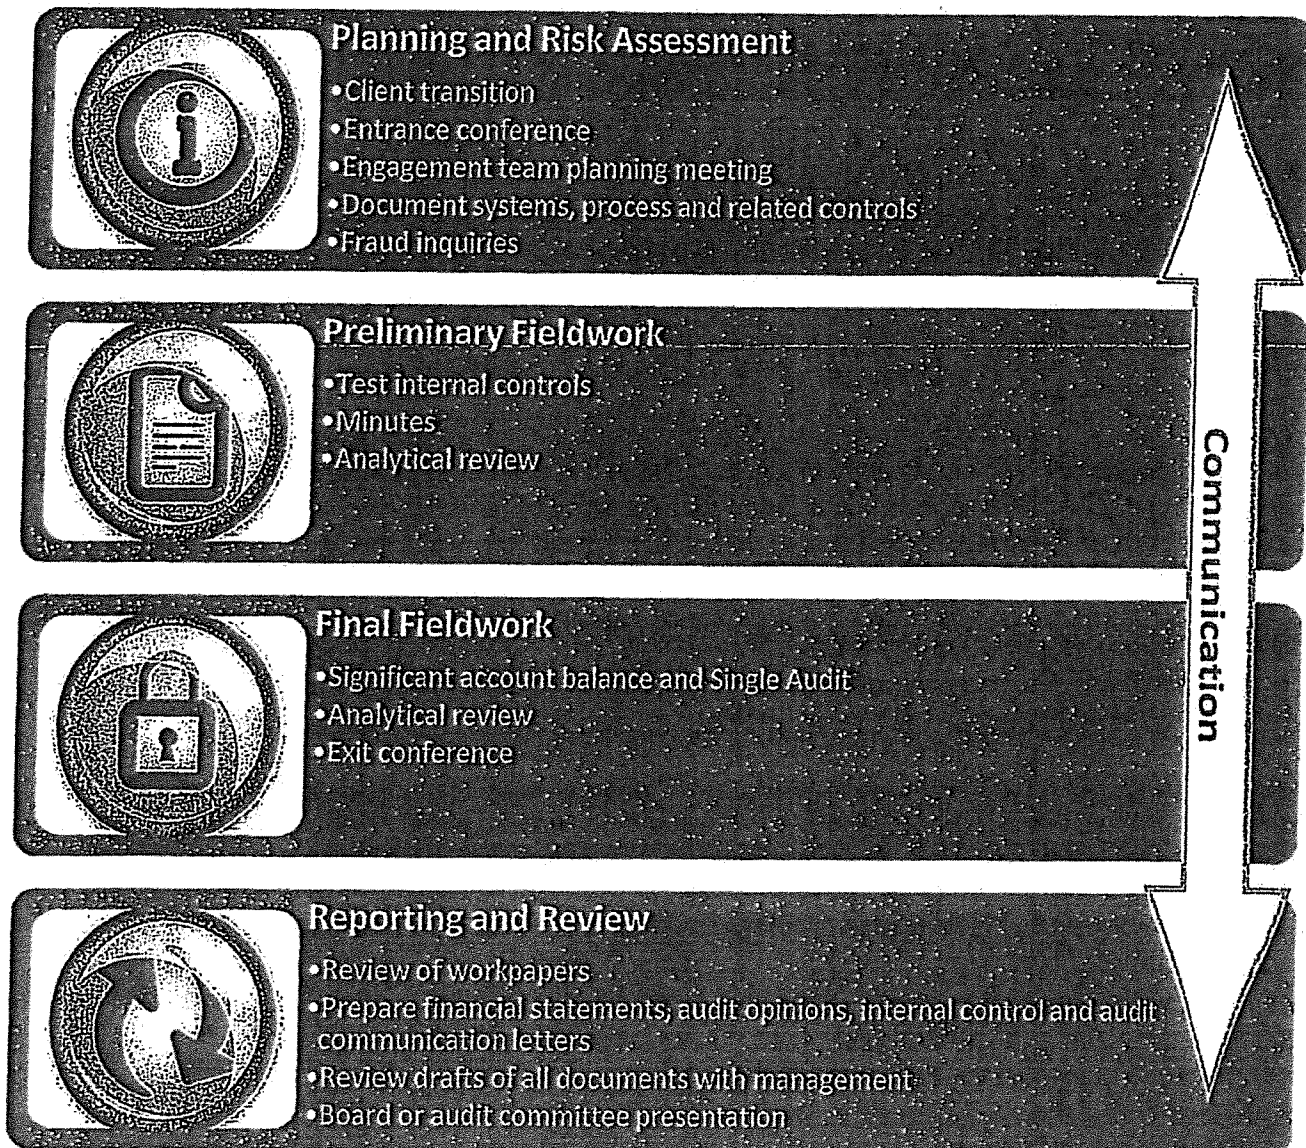 Planning and Risk Assessment
•Client transition
•Entrance conference
•Engagement team planning meeting
•Document systems, process and related controls
•Fraud inquiries
Preliminary Fieldwork
•Test internal controls
•Minutes
•Analytical review
Final Fieldwork
•Significant account balance and Single Audit
•Analytical review
•Exit conference
Reporting and Review
•Review of workpapers
•Prepare financial statements, audit opinions, internal control and audit
communication letters
•Review drafts of all documents with management
•Board or audit committee presentation
Communication